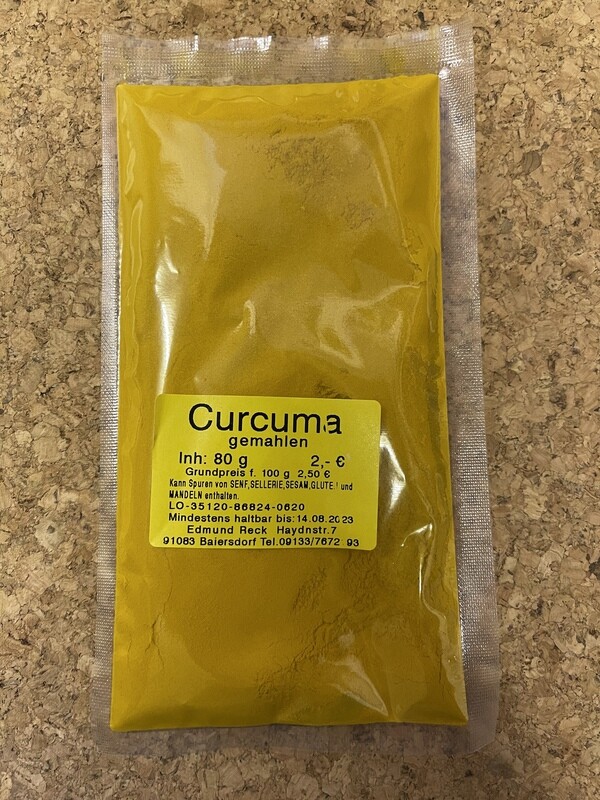 Curcuma
gemahlen
Inh: 80 g 2,- €
Grundpreis f. 100 g 2,50 €
Kann Spuren von SENF,SELLERIE,SESAM, und
MANDELN enthalten.
LO-35120-86824-0620
Mindestens haltbar bis:14.08.2023
Edmund Reck Haydnstr.7
91083 Baiersdorf Tel.09133/7672 93